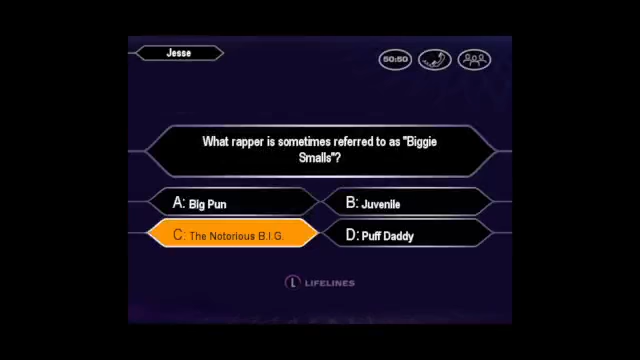 Jesse
50:50
What rapper is sometimes referred to as "Biggie
Smalls"?
A: Big Pun
B: Juvenile
C: The Notorious B.I.G.
D: Puff Daddy
L LIFELINES